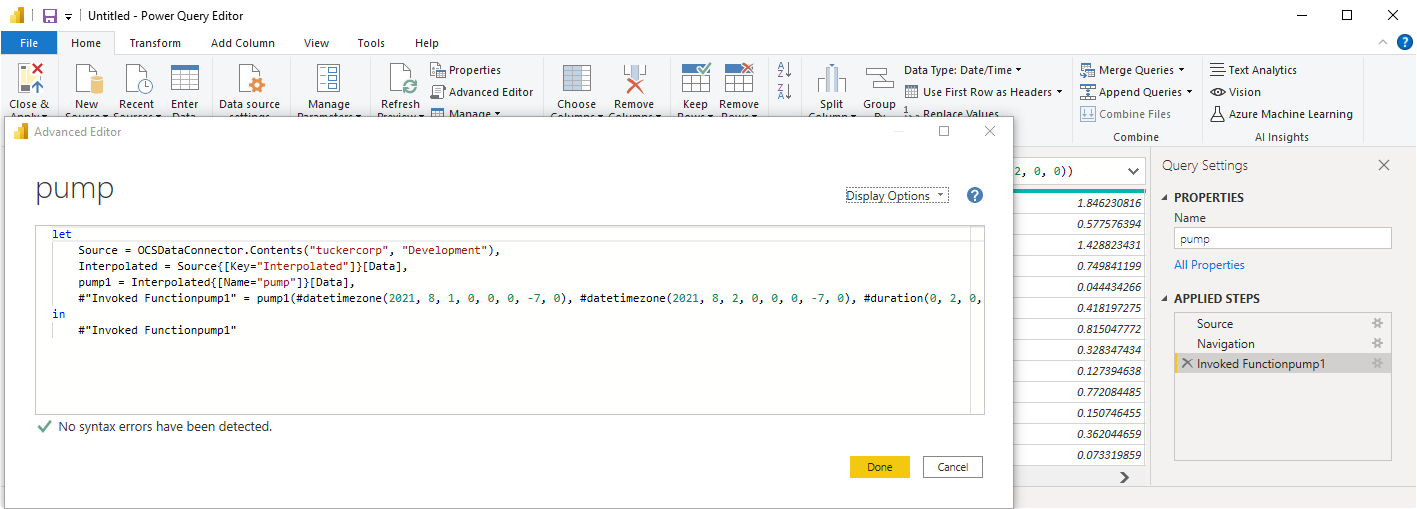 Untitled - Power Query Editor
File Home Transform Add Column View Tools Help
Close & Apply
New Source
Recent Sources
Enter Data
Data source settings
Manage Parameters
Refresh Preview
Properties
Advanced Editor
Manage
Choose Columns
Remove Columns
Keep Rows
Remove Rows
Split Column
Group By
Data Type: Date/Time
Use First Row as Headers
Replace Values
Merge Queries
Append Queries
Combine Files
Combine
Text Analytics
Vision
Azure Machine Learning
AI Insights
Advanced Editor
pump
Display Options
let
Source = OCSDataConnector.Contents("tuckercorp", "Development"),
Interpolated = Source{[Key="Interpolated"]}[Data],
pump1 = Interpolated{[Name="pump"]}[Data],
#"Invoked Functionpump1" = pump1(#datetimezone(2021, 8, 1, 0, 0, 0, -7, 0), #datetimezone(2021, 8, 2, 0, 0, 0, -7, 0), #duration(0, 2, 0,
in
#"Invoked Functionpump1"
No syntax errors have been detected.
Done
Cancel
2, 0, 0))
1.846230816
0.577576394
1.428823431
0.749841199
0.044434266
0.418197275
0.815047772
0.328347434
0.127394638
0.772084485
0.150746455
0.362044659
0.073319859
Query Settings
PROPERTIES
Name
pump
All Properties
APPLIED STEPS
Source
Navigation
Invoked Functionpump1